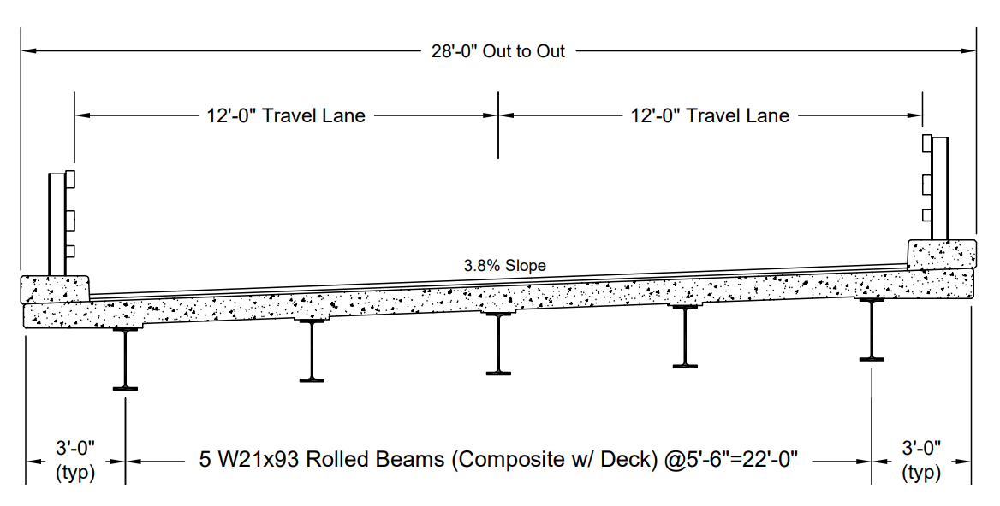 28'-0" Out to Out
12'-0" Travel Lane
12'-0" Travel Lane
3.8% Slope
3'-0"
(typ)
5 W21x93 Rolled Beams (Composite w/ Deck) @5'-6"=22'-0"
3'-0"
(typ)